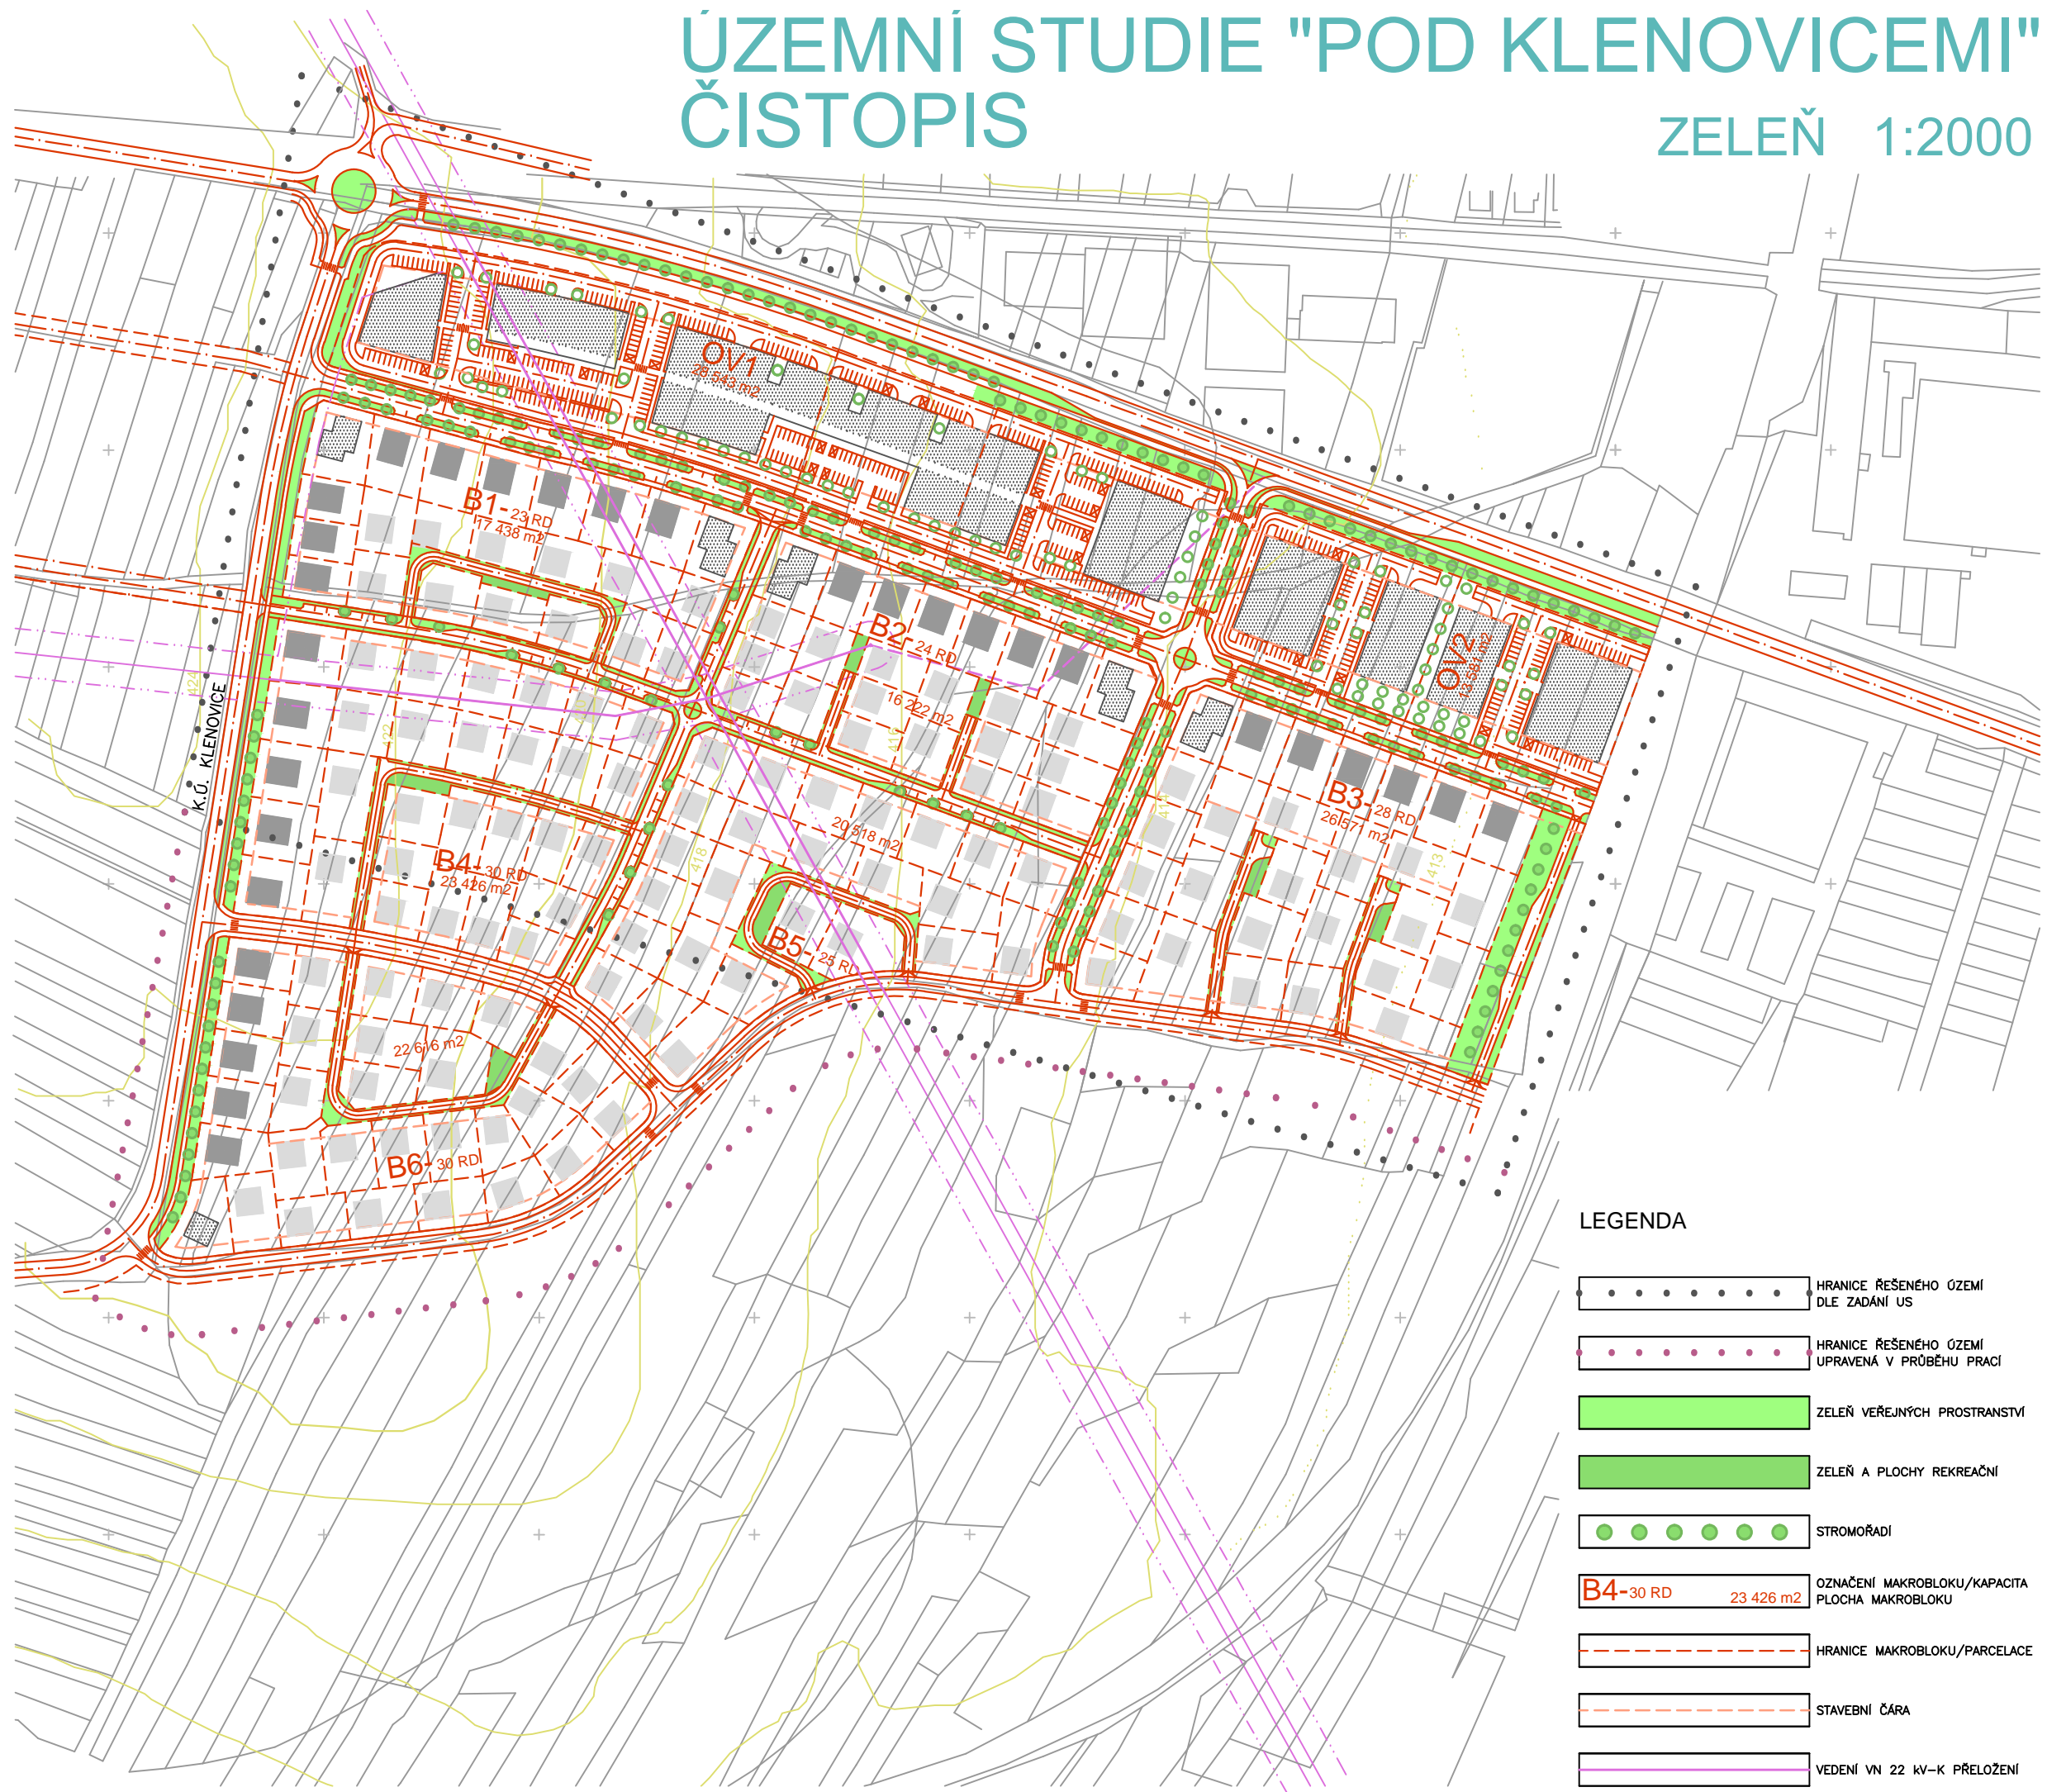 ÚZEMNÍ STUDIE "POD KLENOVICEMI"
ČISTOPIS
ZELEŇ 1:2000
OV1
B1- 23 RD
17 438 m2
B2- 24 RD
16 222 m2
OV2
B3- 28 RD
26 571 m2
20 518 m2
B4- 30 RD
23 426 m2
B5- 25 RD
22 616 m2
B6- 30 RD
K.Ú. KLENOVICE
424
422
418
413
LEGENDA
HRANICE ŘEŠENÉHO ÚZEMÍ
DLE ZADÁNÍ US
HRANICE ŘEŠENÉHO ÚZEMÍ
UPRAVENÁ V PRŮBĚHU PRACÍ
ZELEŇ VEŘEJNÝCH PROSTRANSTVÍ
ZELEŇ A PLOCHY REKREAČNÍ
STROMOŘADÍ
B4-30 RD 23 426 m2
OZNAČENÍ MAKROBLOKU/KAPACITA
PLOCHA MAKROBLOKU
HRANICE MAKROBLOKU/PARCELACE
STAVEBNÍ ČÁRA
VEDENÍ VN 22 kV-K PŘELOŽENÍ